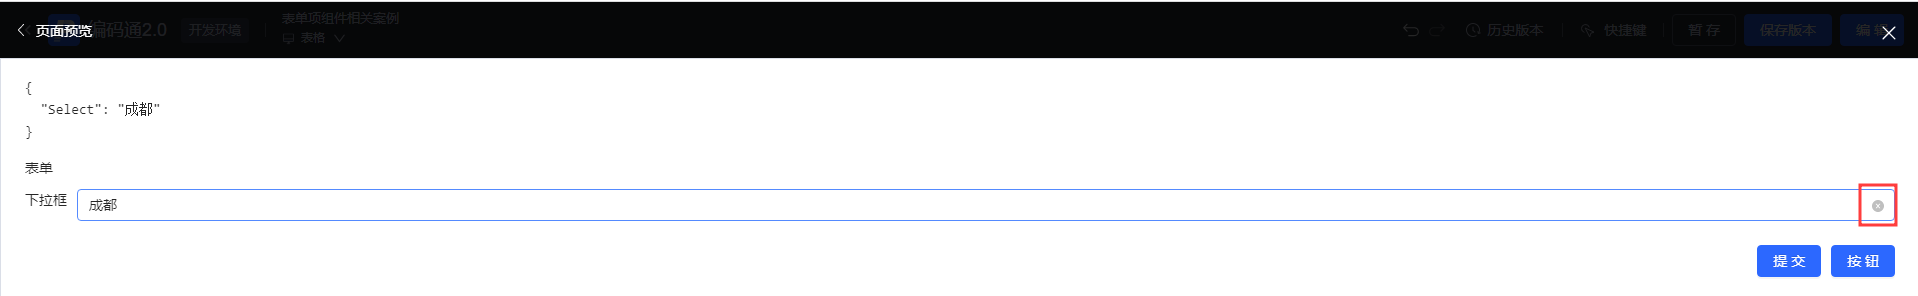 页面预览
编码通2.0
开发环境
表单项组件相关案例
表格
历史版本
快捷键
暂 存
保存版本
编 辑
{
"Select": "成都"
}
表单
下拉框
成都
提 交
按 钮